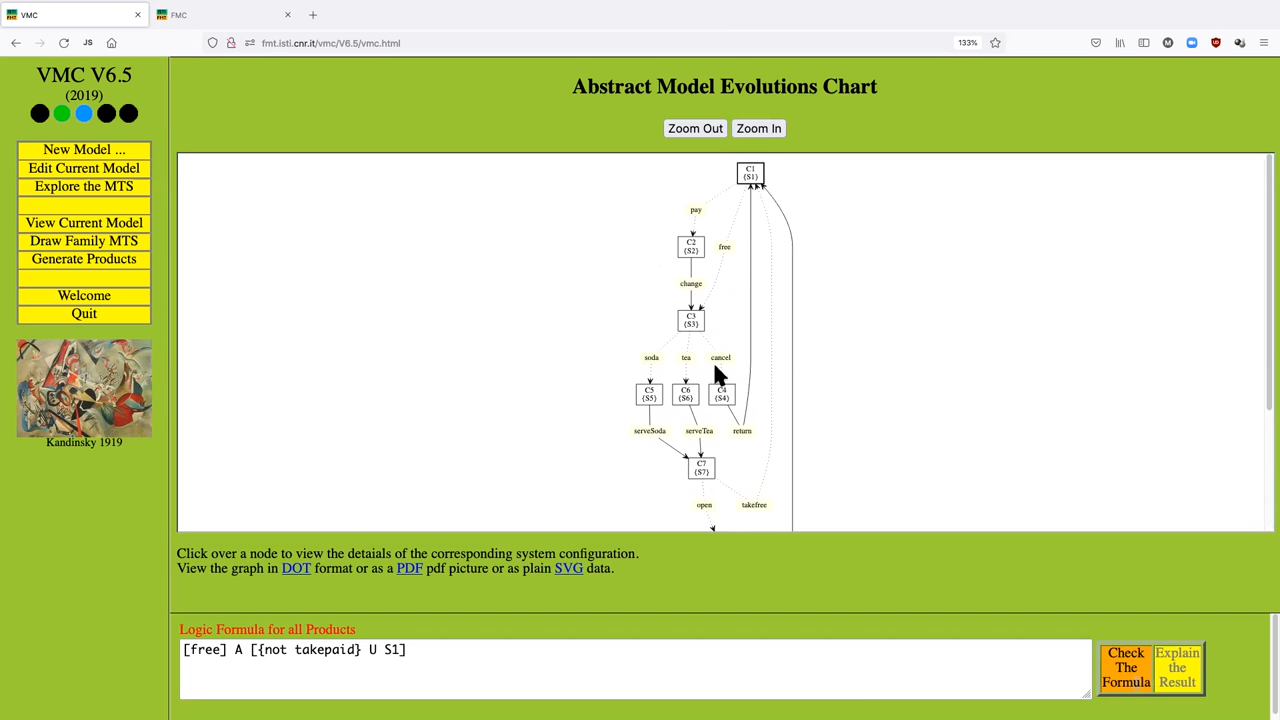 VMC
FMC
JS
fmt.isti.cnr.it/vmc/V6.5/vmc.html
133%
VMC V6.5
(2019)
New Model ...
Edit Current Model
Explore the MTS
View Current Model
Draw Family MTS
Generate Products
Welcome
Quit
Kandinsky 1919
Abstract Model Evolutions Chart
Zoom Out
Zoom In
C1
{S1}
pay
C2
{S2}
free
change
C3
{S3}
soda
tea
cancel
C5
{S5}
C6
{S6}
C4
{S4}
serveSoda
serveTea
return
C7
{S7}
open
takefree
Click over a node to view the detaials of the corresponding system configuration.
View the graph in DOT format or as a PDF pdf picture or as plain SVG data.
Logic Formula for all Products
[free] A [{not takepaid} U S1]
Check
The
Formula
Explain
the
Result